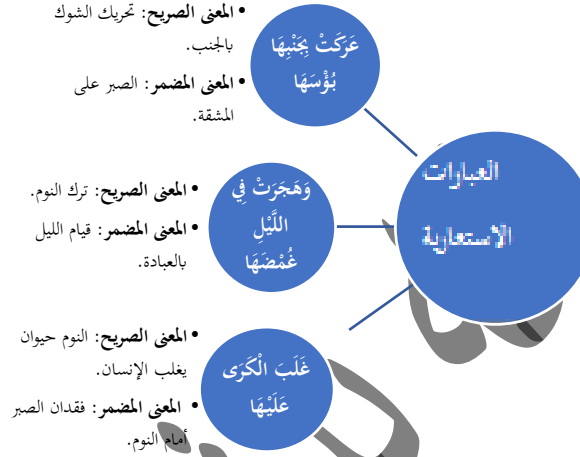 العبارات
الاستعارية
عَرَكَتْ بِجَنْبِهَا
بُؤْسَهَا
• المعنى الصريح: تحريك الشوك
بالجنب.
• المعنى المضمر: الصبر على
المشقة.
وَهَجَرَتْ فِي
اللَّيْلِ
غُمْضَهَا
• المعنى الصريح: ترك النوم.
• المعنى المضمر: قيام الليل
بالعبادة.
غَلَبَ الْكَرَى
عَلَيْهَا
• المعنى الصريح: النوم حيوان
يغلب الإنسان.
• المعنى المضمر: فقدان الصبر
أمام النوم.